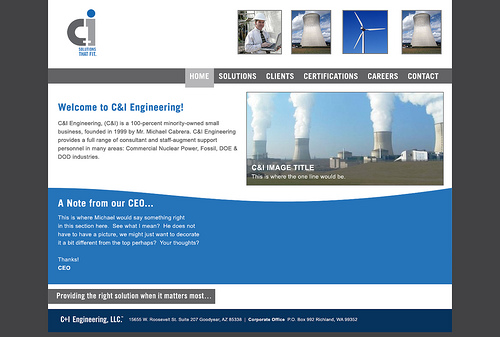 ci
SOLUTIONS
THAT FIT.
HOME SOLUTIONS CLIENTS CERTIFICATIONS CAREERS CONTACT
Welcome to C&I Engineering!
C&I Engineering, (C&I) is a 100-percent minority-owned small
business, founded in 1999 by Mr. Michael Cabrera. C&I Engineering
provides a full range of consultant and staff-augment support
personnel in many areas: Commercial Nuclear Power, Fossil, DOE &
DOD industries.
C&I IMAGE TITLE
This is where the one line would be.
A Note from our CEO...
This is where Michael would say something right
in this section here. See what I mean? He does not
have to have a picture, we might just want to decorate
it a bit different from the top perhaps? Your thoughts?
Thanks!
CEO
Providing the right solution when it matters most...
C+I Engineering, LLC.™ 15655 W. Roosevelt St. Suite 207 Goodyear, AZ 85338 | Corporate Office P.O. Box 992 Richland, WA 99352